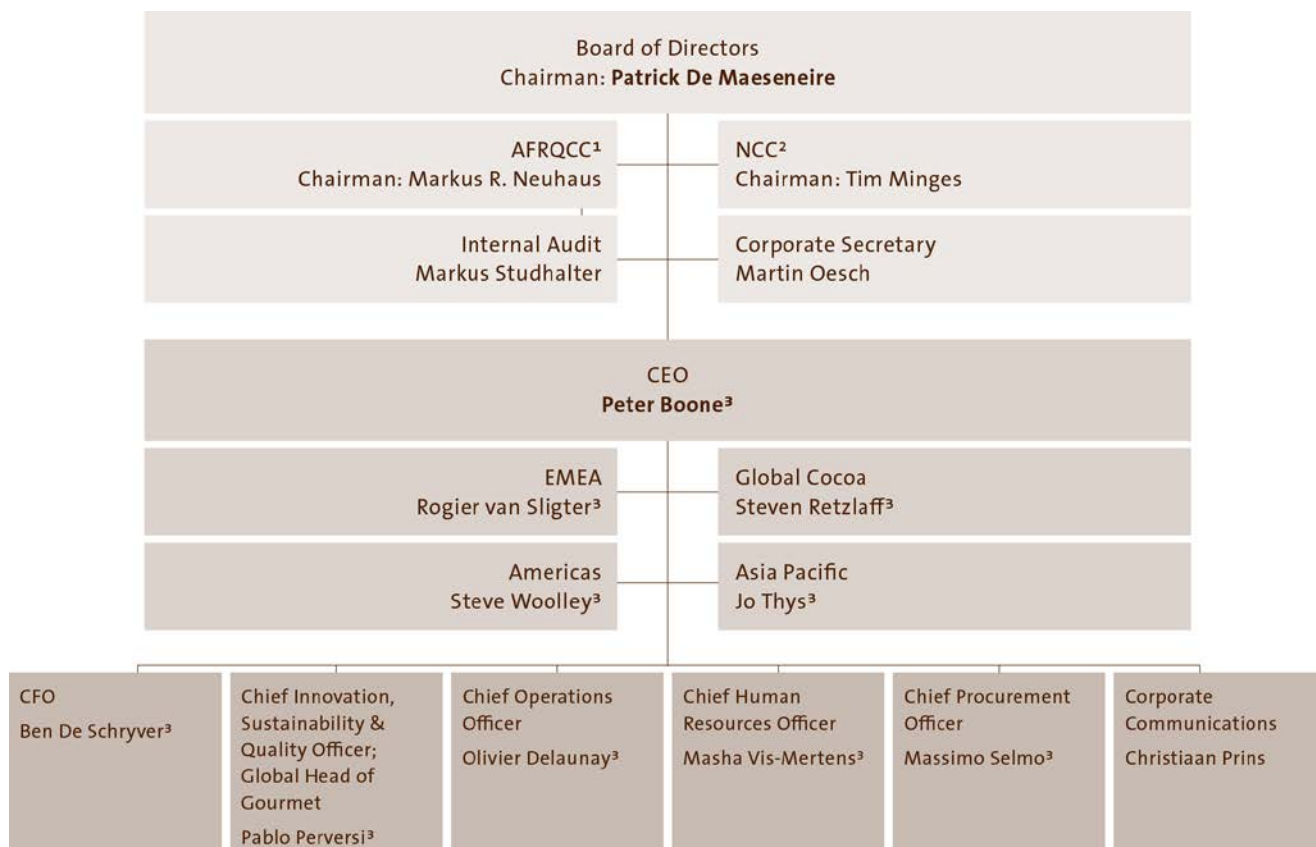 Board of Directors
Chairman: Patrick De Maeseneire
AFRQCC¹
Chairman: Markus R. Neuhaus
NCC²
Chairman: Tim Minges
Internal Audit
Markus Studhalter
Corporate Secretary
Martin Oesch
CEO
Peter Boone³
EMEA
Rogier van Sligter³
Global Cocoa
Steven Retzlaff³
Americas
Steve Woolley³
Asia Pacific
Jo Thys³
CFO
Ben De Schryver³
Chief Innovation,
Sustainability &
Quality Officer;
Global Head of
Gourmet
Pablo Perversi³
Chief Operations
Officer
Olivier Delaunay³
Chief Human
Resources Officer
Masha Vis-Mertens³
Chief Procurement
Officer
Massimo Selmo³
Corporate
Communications
Christiaan Prins